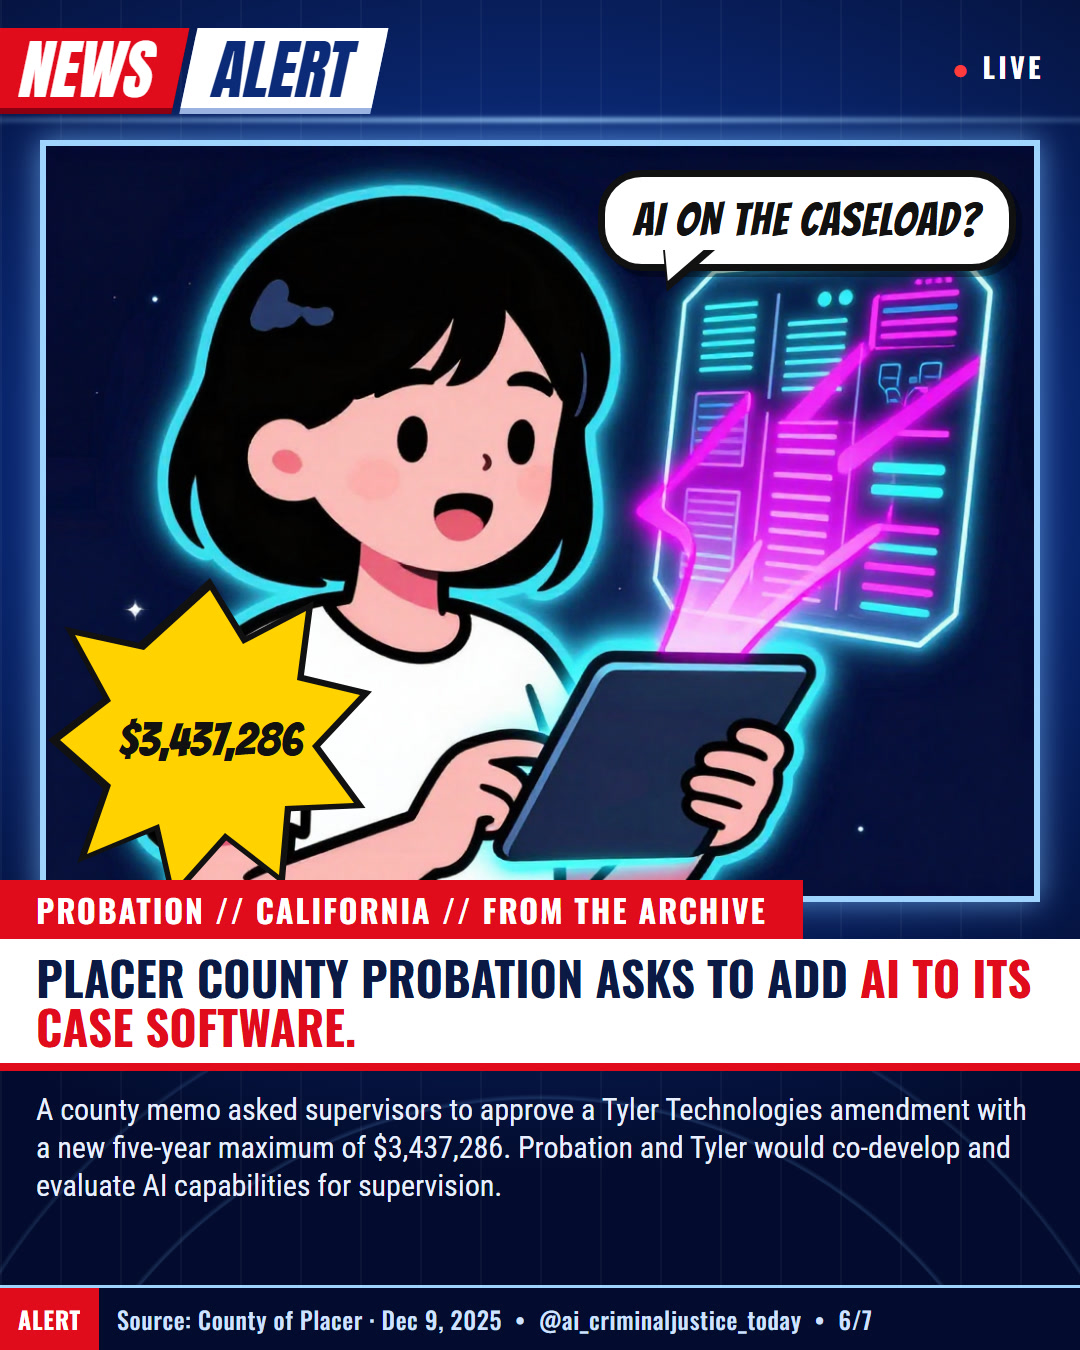 NEWS ALERT
LIVE
AI ON THE CASELOAD?
$3,437,286
PROBATION // CALIFORNIA // FROM THE ARCHIVE
PLACER COUNTY PROBATION ASKS TO ADD AI TO ITS
CASE SOFTWARE.
A county memo asked supervisors to approve a Tyler Technologies amendment with
a new five-year maximum of $3,437,286. Probation and Tyler would co-develop and
evaluate AI capabilities for supervision.
ALERT
Source: County of Placer · Dec 9, 2025 • @ai_criminaljustice_today • 6/7